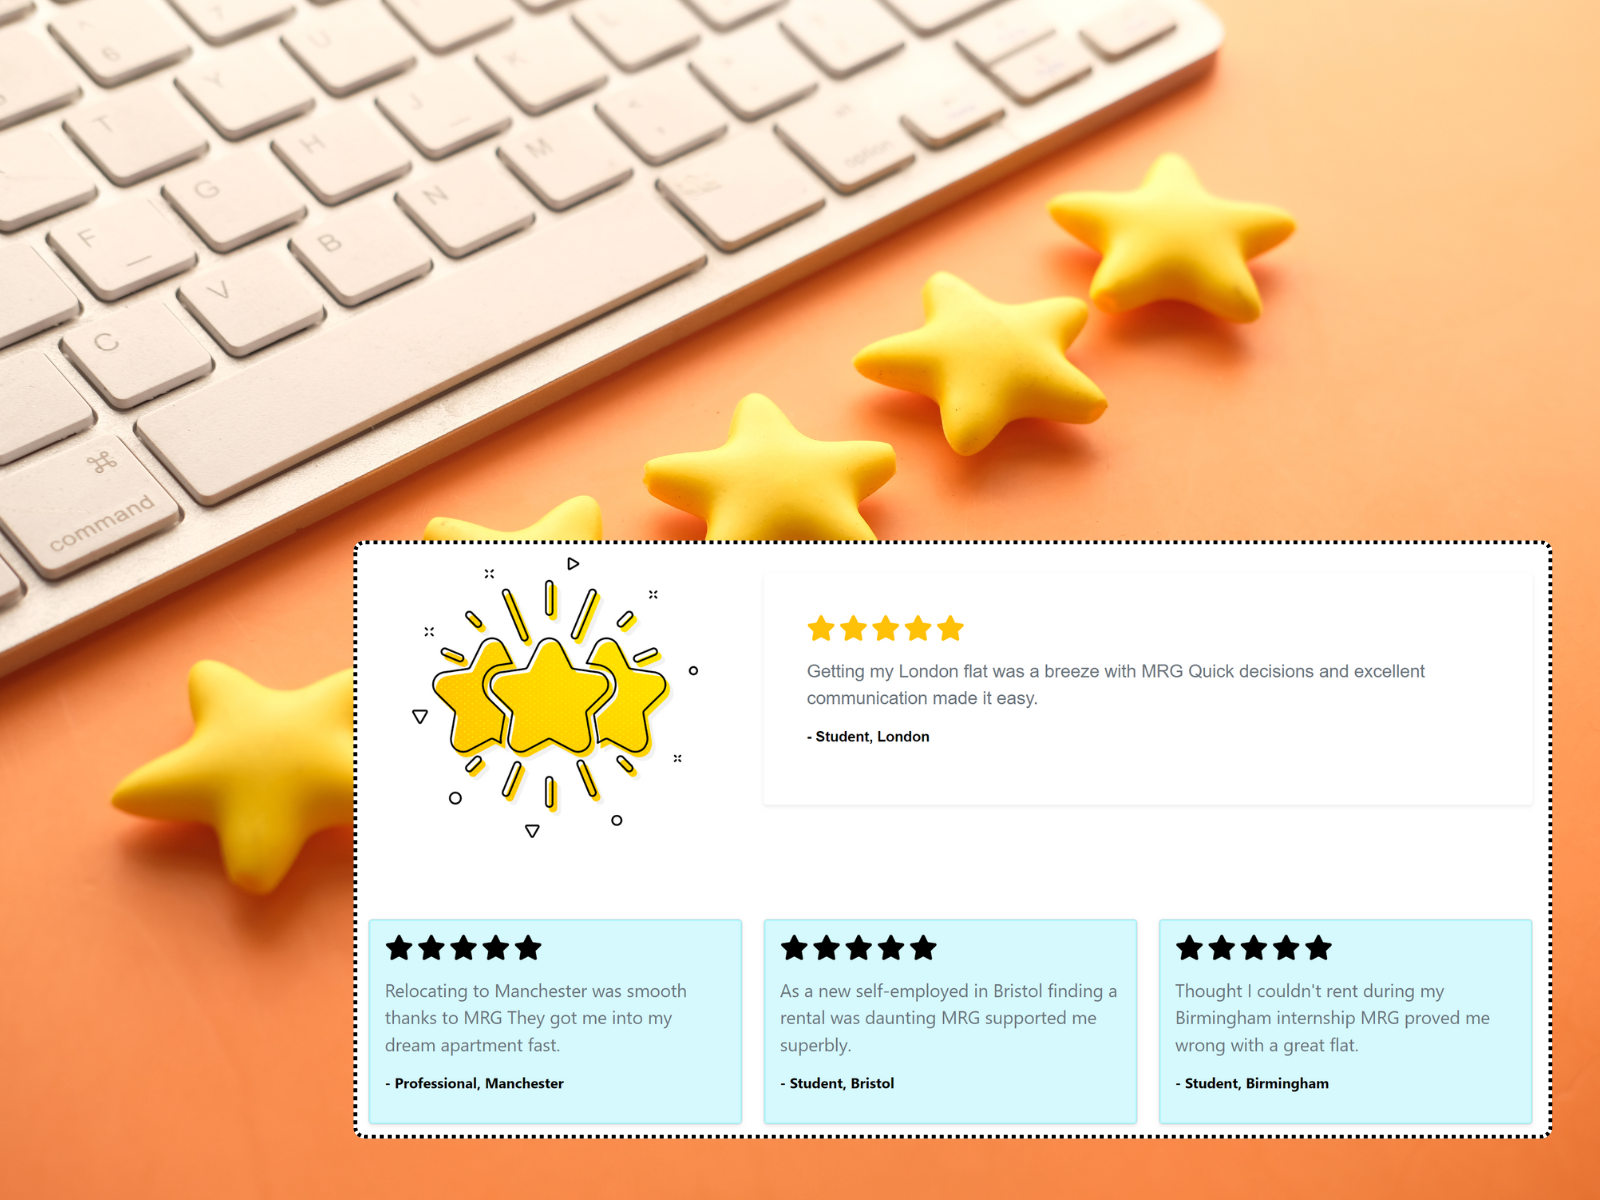 6
Y
U
T
H
J
K
G
F
V
B
N
M
C
option
command
Getting my London flat was a breeze with MRG Quick decisions and excellent
communication made it easy.
- Student, London
Relocating to Manchester was smooth
thanks to MRG They got me into my
dream apartment fast.
- Professional, Manchester
As a new self-employed in Bristol finding a
rental was daunting MRG supported me
superbly.
- Student, Bristol
Thought I couldn't rent during my
Birmingham internship MRG proved me
wrong with a great flat.
- Student, Birmingham